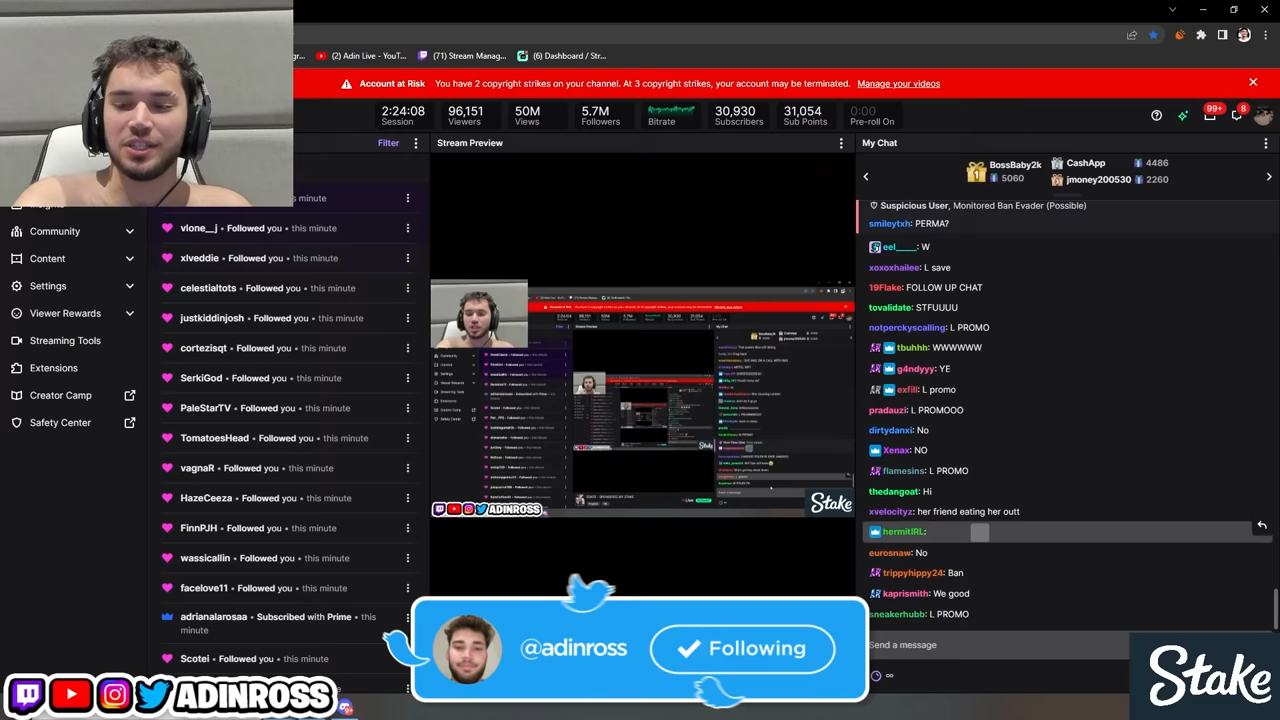 (2) Adin Live - YouT...
(71) Stream Manag...
(6) Dashboard / Str...
Account at Risk You have 2 copyright strikes on your channel. At 3 copyright strikes, your account may be terminated. Manage your videos
2:24:08
Session
96,151
Viewers
50M
Views
5.7M
Followers
Bitrate
30,930
Subscribers
31,054
Sub Points
0:00
Pre-roll On
99+
8
Filter
Community
Content
Settings
Viewer Rewards
Streaming Tools
Extensions
Creator Camp
Safety Center
vlone__j • Followed you • this minute
xlveddie • Followed you • this minute
celestialtots • Followed you • this minute
justkiddinjosh • Followed you • this minute
cortezisqt • Followed you • this minute
SerkiGod • Followed you • this minute
PaleStarTV • Followed you • this minute
TomatoesHead • Followed you • this minute
vagnaR • Followed you • this minute
HazeCeeza • Followed you • this minute
FinnPJH • Followed you • this minute
wassicallin • Followed you • this minute
facelove11 • Followed you • this minute
adrianalarosaa • Subscribed with Prime • this
minute
Scotei • Followed you • this minute
Stream Preview
ADINROSS
Stake
My Chat
BossBaby2k
5060
CashApp 4486
jmoney200530 2260
Suspicious User, Monitored Ban Evader (Possible)
smileytxh: PERMA?
eel____: W
xoxoxhailee: L save
19Flake: FOLLOW UP CHAT
tovalidate: STFUUUU
notperckyscalling: L PROMO
tbuhhh: WWWWWW
g4ndyyy: YE
exfill: L promo
pradauzi: L PROMOOO
dirtydanxi: No
Xenax: NO
flamesins: L PROMO
thedangoat: Hi
xvelocityz: her friend eating her outt
hermitIRL:
eurosnaw: No
trippyhippy24: Ban
kaprismith: We good
sneakerhubb: L PROMO
Send a message
@adinross
Following
ADINROSS
Stake